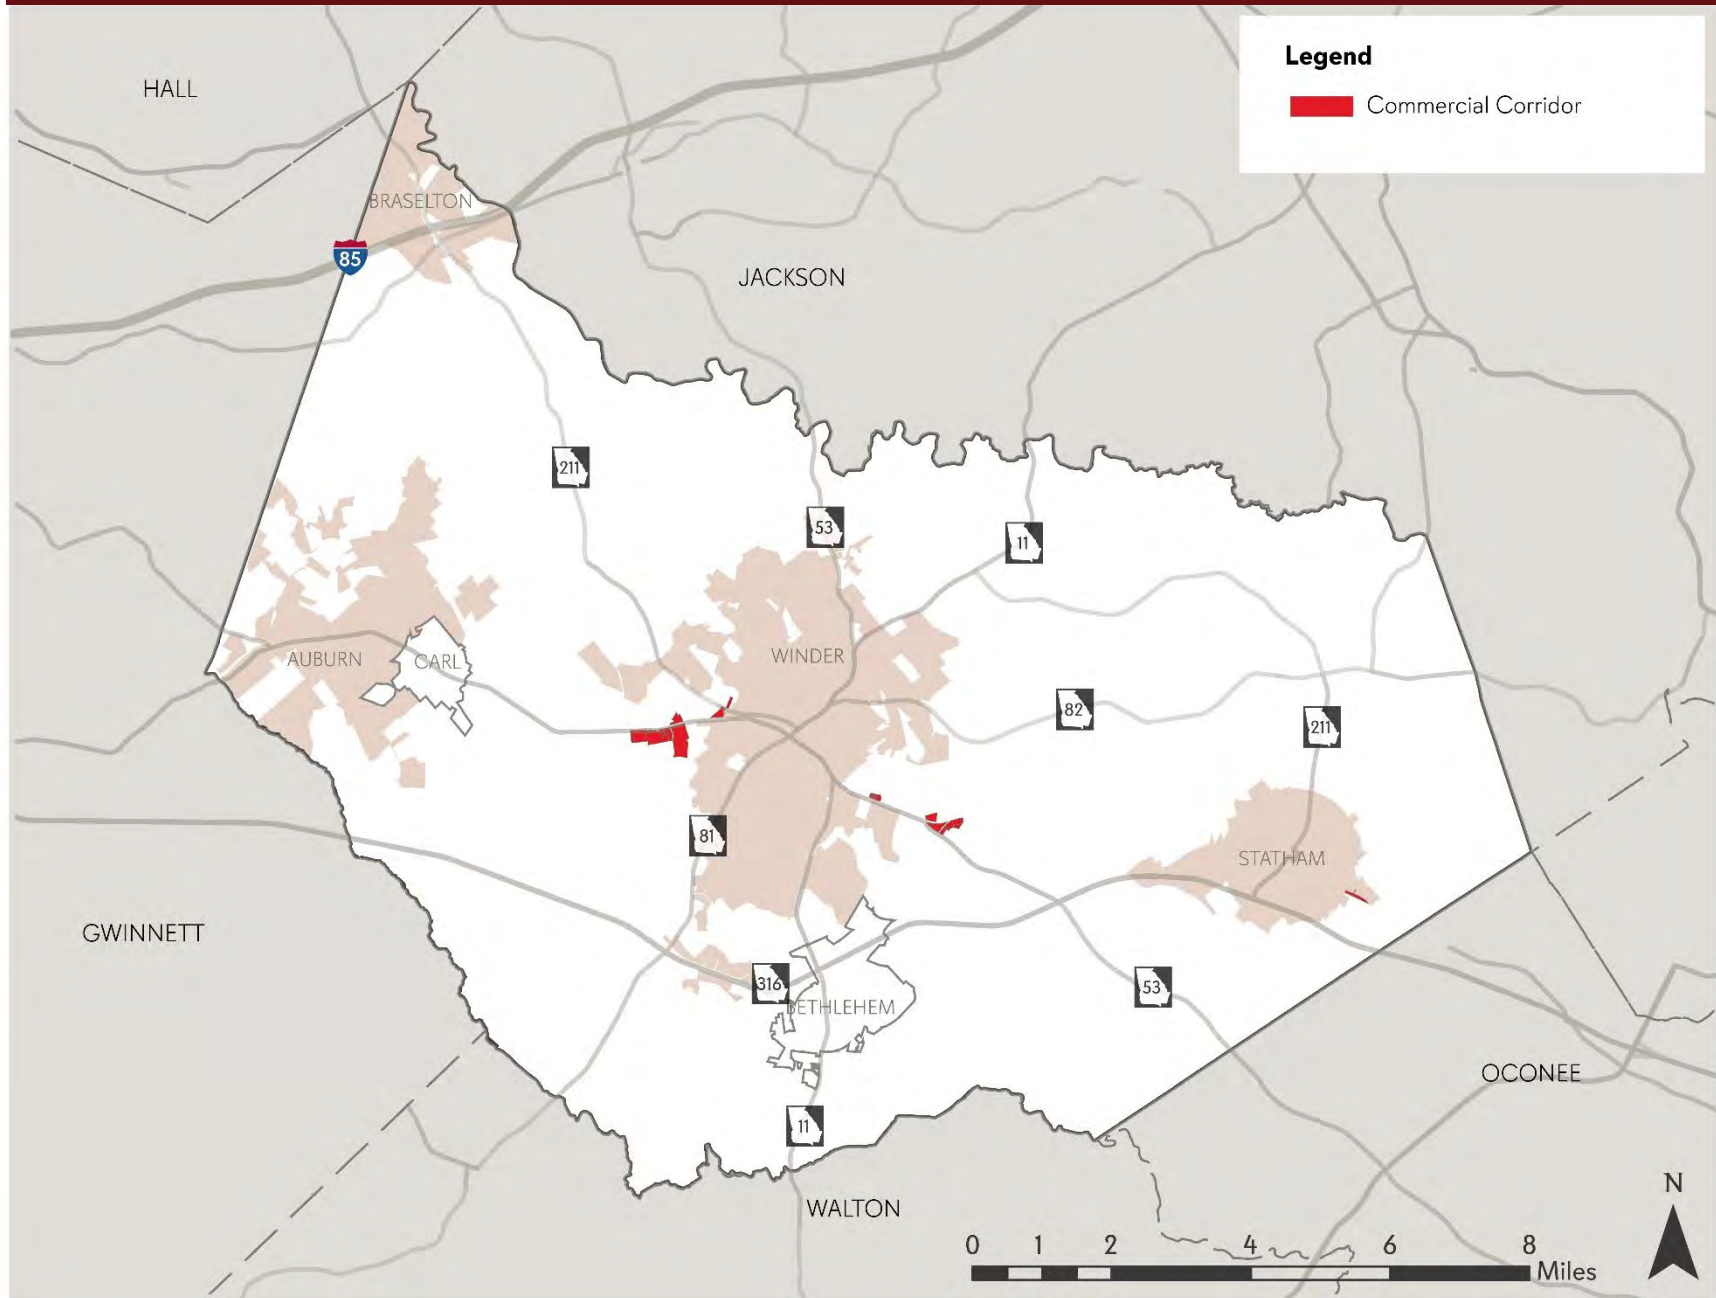 Legend
Commercial Corridor
HALL
BRASELTON
85
JACKSON
211
53
11
AUBURN
CARL
WINDER
82
211
81
STATHAM
GWINNETT
316
BETHLEHEM
53
OCONEE
11
WALTON
N
0 1 2 4 6 8
Miles